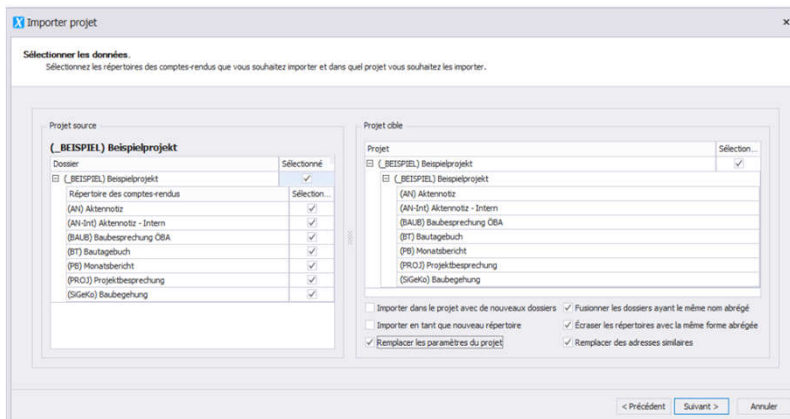 Importer projet
Sélectionner les données.
Sélectionnez les répertoires des comptes-rendus que vous souhaitez importer et dans quel projet vous souhaitez les importer.
Projet source
(_BEISPIEL) Beispielprojekt
Dossier Sélectionné
(_BEISPIEL) Beispielprojekt
Répertoire des comptes-rendus Sélection...
(AN) Aktennotiz
(AN-Int) Aktennotiz - Intern
(BAUB) Baubesprechung ÖBA
(BT) Bautagebuch
(PB) Monatsbericht
(PROJ) Projektbesprechung
(SiGeKo) Baubegehung
Projet cible
Projet Sélection...
(_BEISPIEL) Beispielprojekt
(_BEISPIEL) Beispielprojekt
(AN) Aktennotiz
(AN-Int) Aktennotiz - Intern
(BAUB) Baubesprechung ÖBA
(BT) Bautagebuch
(PB) Monatsbericht
(PROJ) Projektbesprechung
(SiGeKo) Baubegehung
Importer dans le projet avec de nouveaux dossiers Fusionner les dossiers ayant le même nom abrégé
Importer en tant que nouveau répertoire Écraser les répertoires avec la même forme abrégée
Remplacer les paramètres du projet Remplacer des adresses similaires
< Précédent Suivant > Annuler